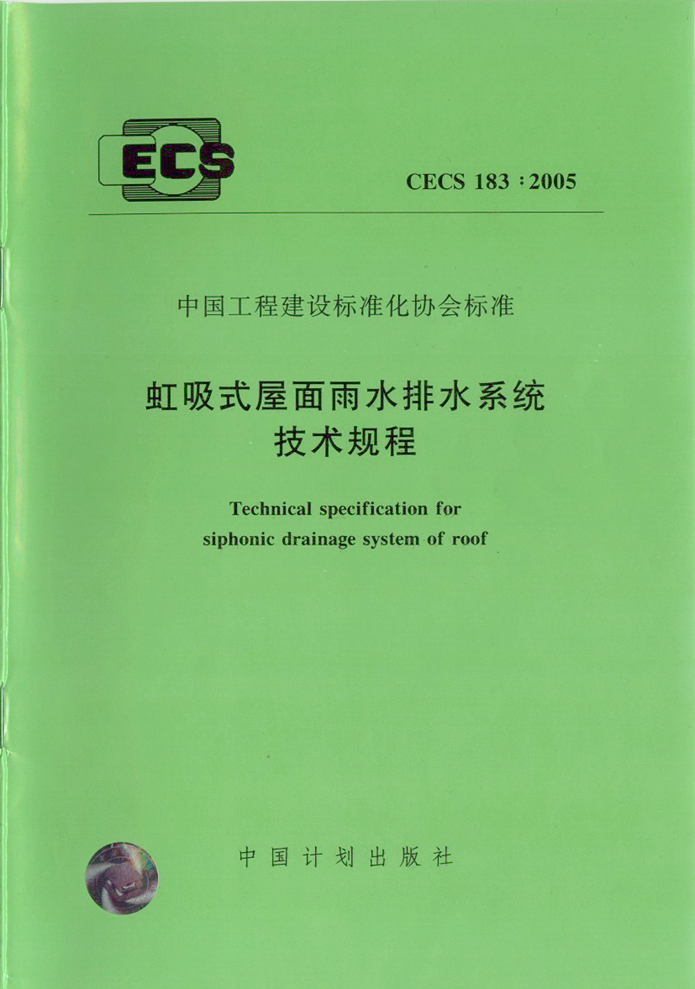 ECS
CECS 183:2005
中国工程建设标准化协会标准
虹吸式屋面雨水排水系统
技术规程
Technical specification for
siphonic drainage system of roof
中国计划出版社